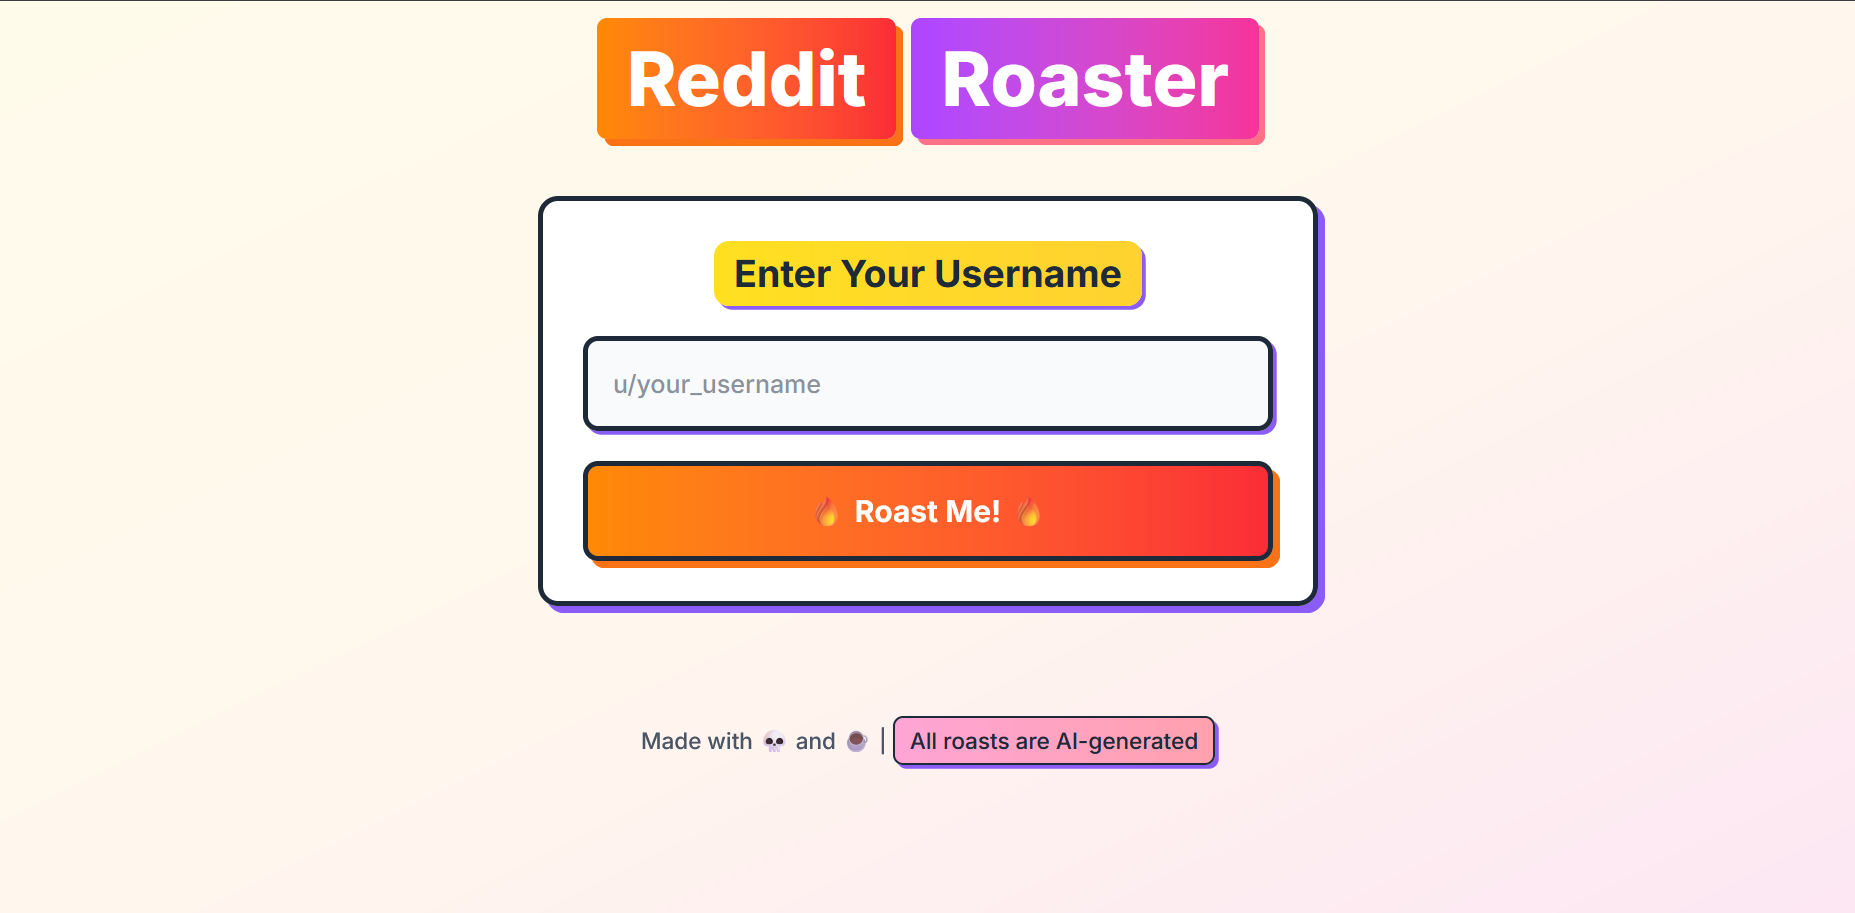 Reddit Roaster
Enter Your Username
u/your_username
🔥 Roast Me! 🔥
Made with 💀 and ☕ | All roasts are AI-generated